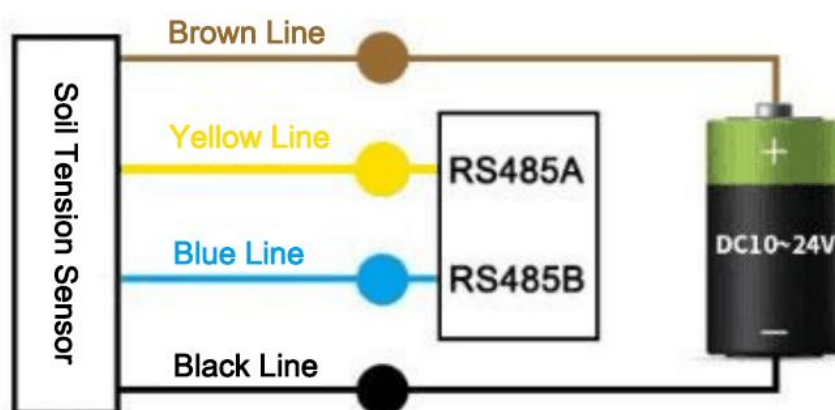 Brown Line
Soil Tension Sensor
Yellow Line
RS485A
+
DC10~24V
Blue Line
RS485B
—
Black Line